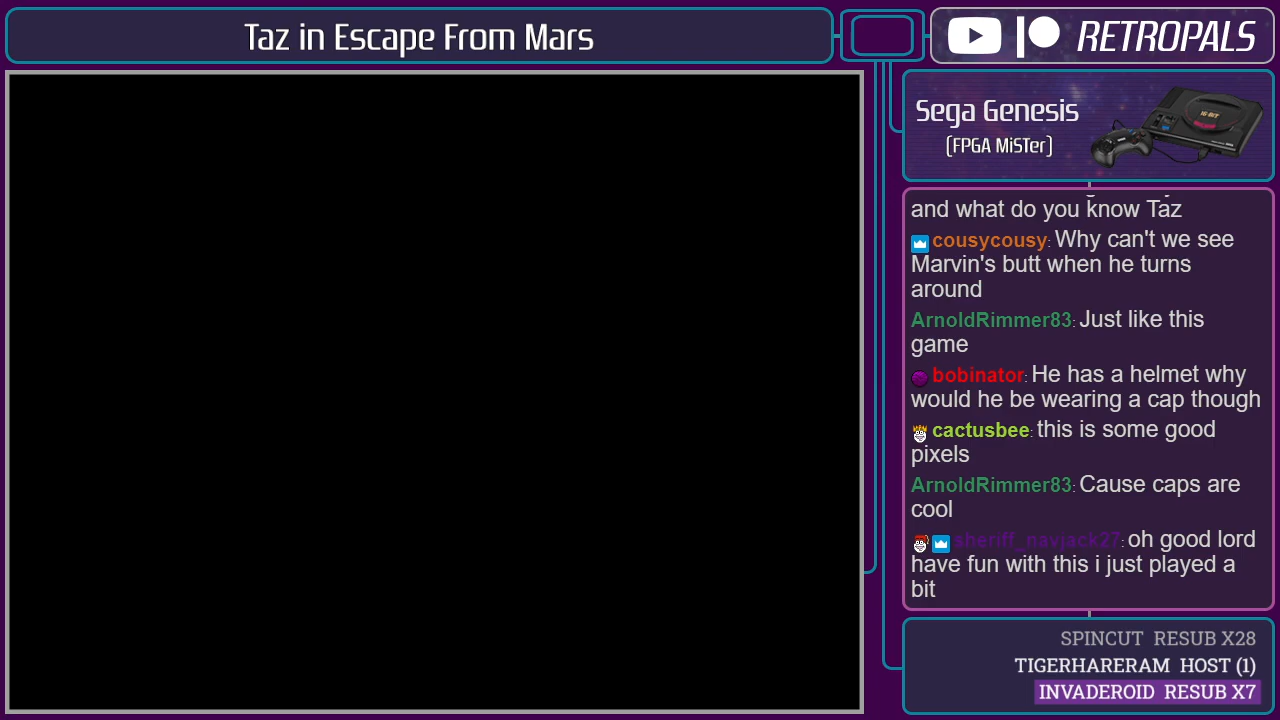 Taz in Escape From Mars
RETROPALS
Sega Genesis
(FPGA MiSTer)
16-BIT
and what do you know Taz
cousycousy: Why can't we see
Marvin's butt when he turns
around
ArnoldRimmer83: Just like this
game
bobinator: He has a helmet why
would he be wearing a cap though
cactusbee: this is some good
pixels
ArnoldRimmer83: Cause caps are
cool
sheriff_navjack27: oh good lord
have fun with this i just played a
bit
SPINCUT RESUB X28
TIGERHARERAM HOST (1)
INVADEROID RESUB X7